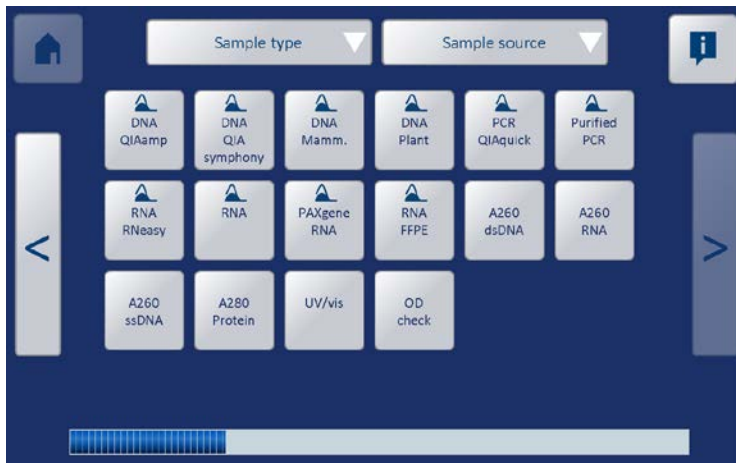 Sample type
Sample source
i
DNA
QIAamp
DNA
QIA
symphony
DNA
Mamm.
DNA
Plant
PCR
QIAquick
Purified
PCR
RNA
RNeasy
RNA
PAXgene
RNA
RNA
FFPE
A260
dsDNA
A260
RNA
A260
ssDNA
A280
Protein
UV/vis
OD
check
<
>